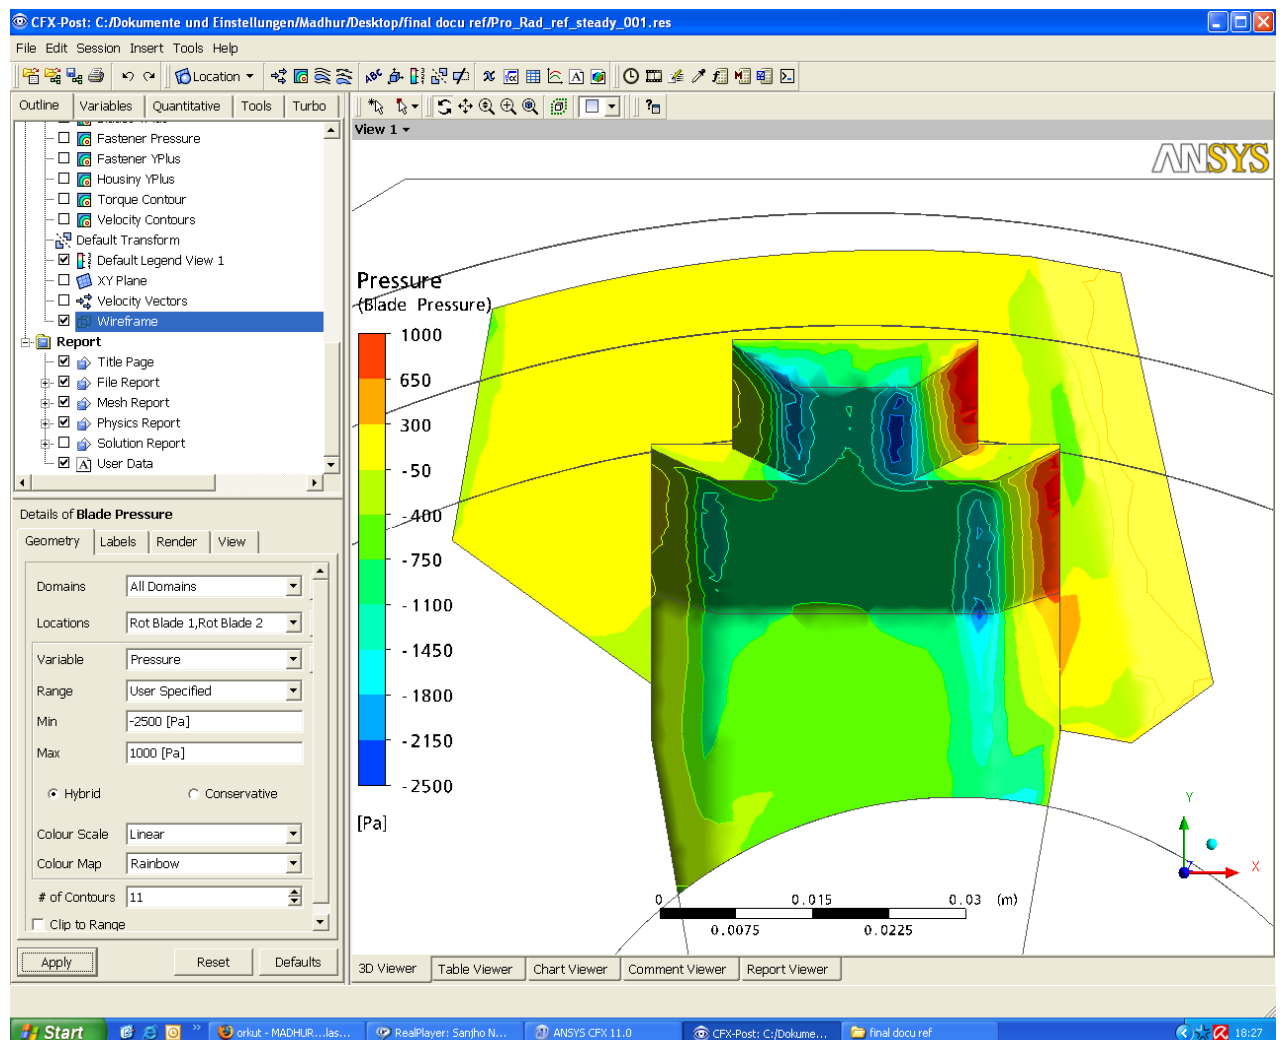 CFX-Post: C:/Dokumente und Einstellungen/Madhur/Desktop/final docu ref/Pro_Rad_ref_steady_001.res
File Edit Session Insert Tools Help
Location
Outline Variables Quantitative Tools Turbo
View 1
Fastener Pressure
Fastener YPlus
Housiny YPlus
Torque Contour
Velocity Contours
Default Transform
Default Legend View 1
XY Plane
Velocity Vectors
Wireframe
Report
Title Page
File Report
Mesh Report
Physics Report
Solution Report
User Data
Details of Blade Pressure
Geometry Labels Render View
Domains All Domains
Locations Rot Blade 1,Rot Blade 2
Variable Pressure
Range User Specified
Min -2500 [Pa]
Max 1000 [Pa]
Hybrid Conservative
Colour Scale Linear
Colour Map Rainbow
# of Contours 11
Clip to Range
Apply Reset Defaults
ANSYS
Pressure
(Blade Pressure)
1000
650
300
-50
-400
-750
-1100
-1450
-1800
-2150
-2500
[Pa]
Y
X
0 0.015 0.03 (m)
0.0075 0.0225
3D Viewer Table Viewer Chart Viewer Comment Viewer Report Viewer
Start orkut - MADHUR...las... RealPlayer: Sanjho N... ANSYS CFX 11.0 CFX-Post: C:/Dokume... final docu ref 18:27